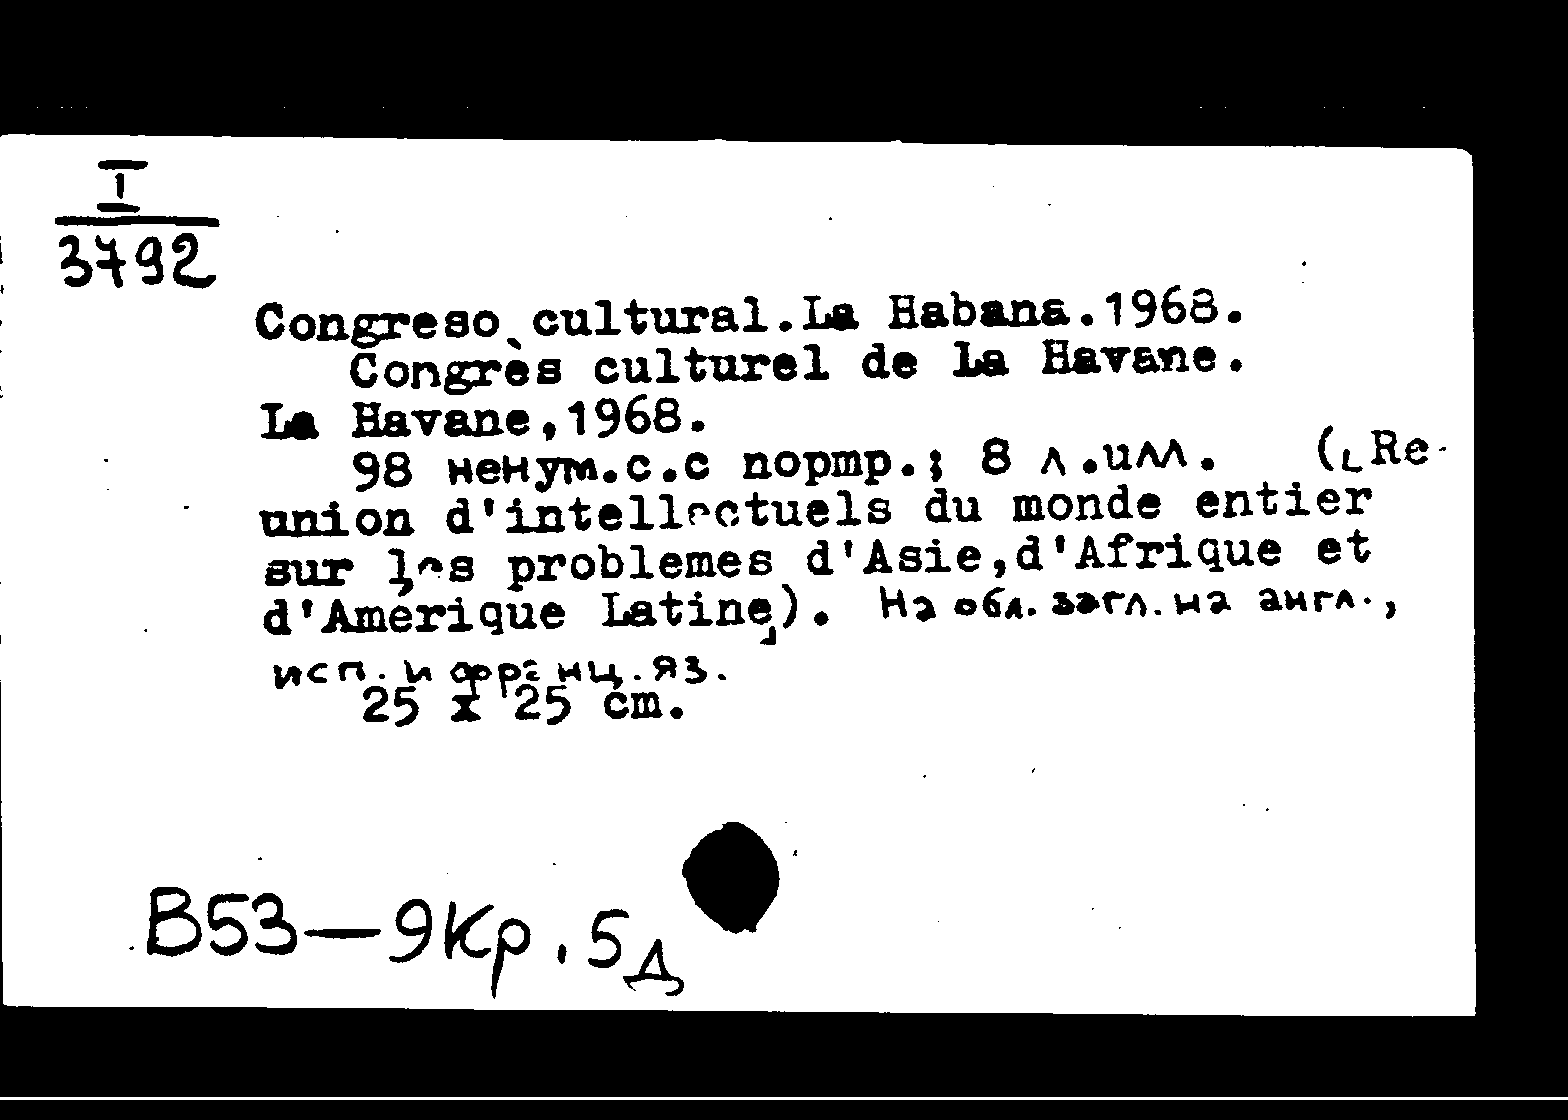 I
3792
Congreso cultural.La Habana.1968.
Congrès culturel de La Havane.
La Havane,1968.
98 ненум.с.с портр.; 8 л.илл. (Re-
union d'intellectuels du monde entier
sur les problemes d'Asie,d'Afrique et
d'Amerique Latine). На обл. загл. на англ.,
исп. и франц. яз.
25 x 25 cm.
В53—9Кр.5д